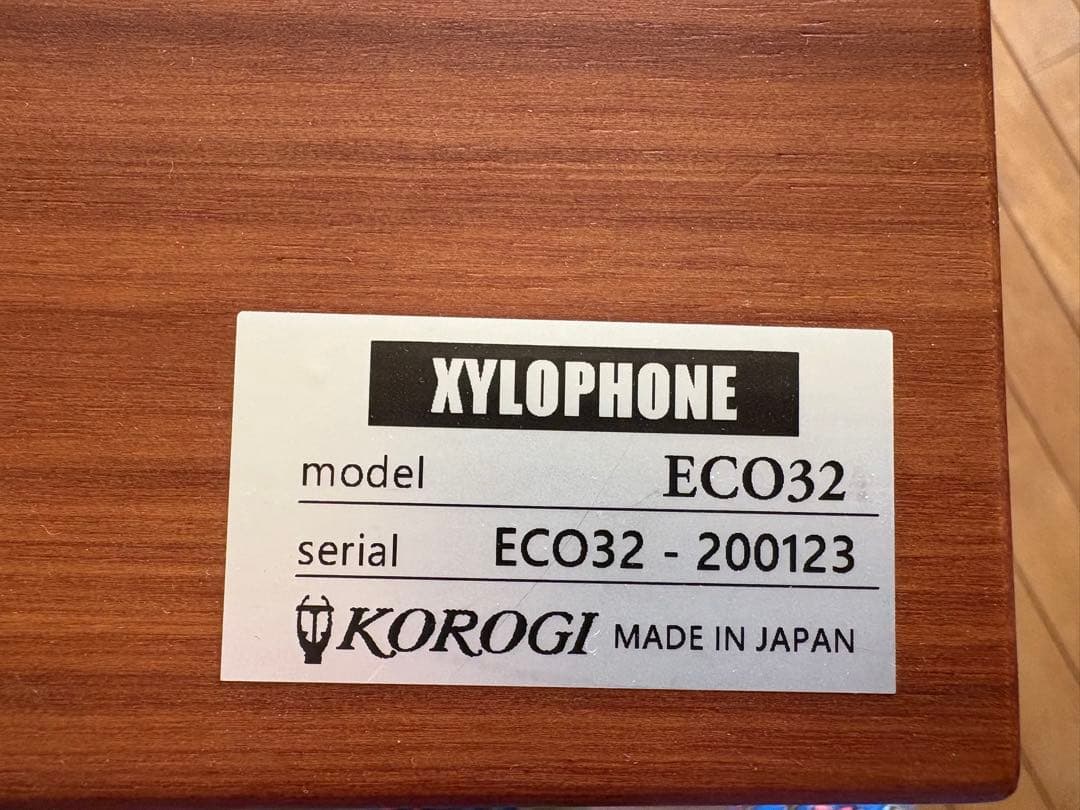 XYLOPHONE
model ECO32
serial ECO32 - 200123
KOROGI MADE IN JAPAN